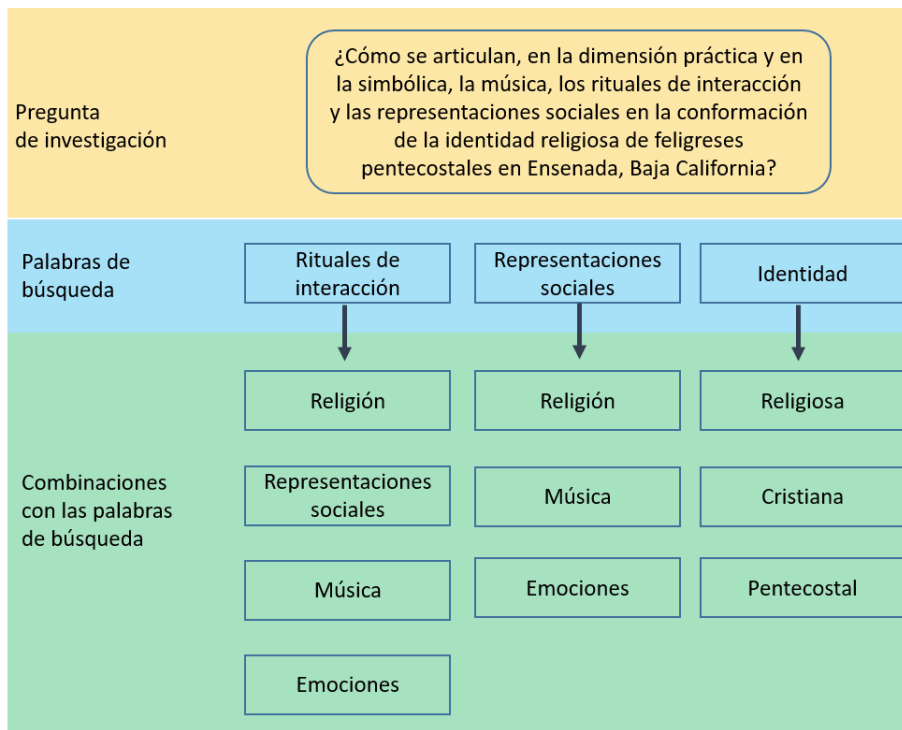 Pregunta
de investigación
¿Cómo se articulan, en la dimensión práctica y en
la simbólica, la música, los rituales de interacción
y las representaciones sociales en la conformación
de la identidad religiosa de feligreses
pentecostales en Ensenada, Baja California?
Palabras de
búsqueda
Rituales de
interacción
Representaciones
sociales
Identidad
Combinaciones
con las palabras
de búsqueda
Religión
Religión
Religiosa
Representaciones
sociales
Música
Cristiana
Música
Emociones
Pentecostal
Emociones